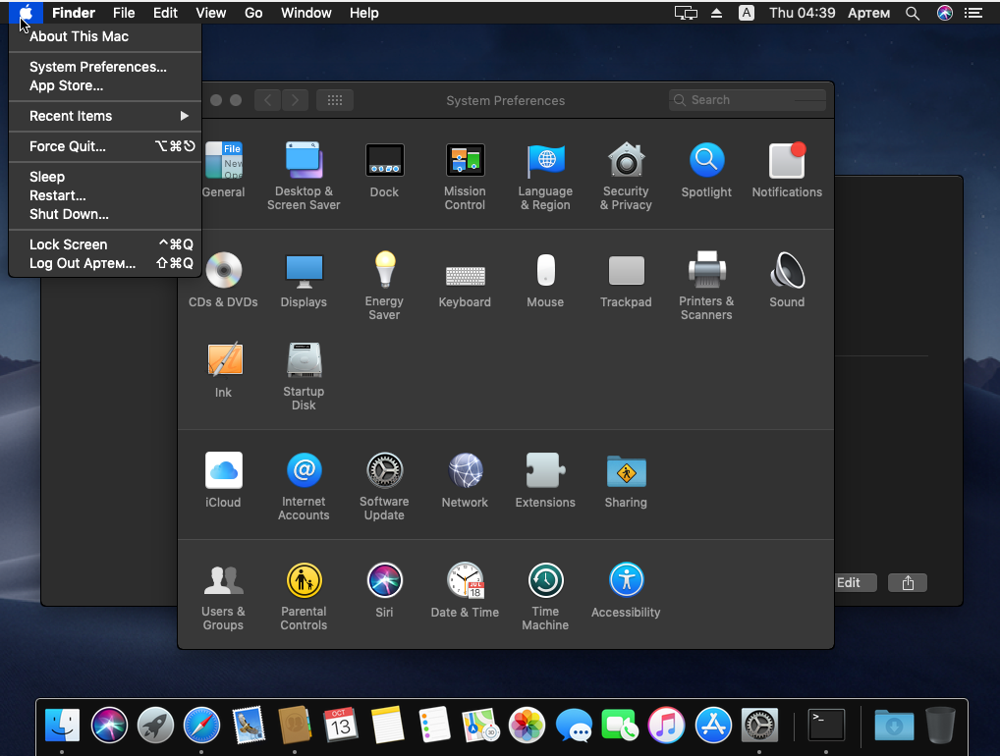 Finder File Edit View Go Window Help A Thu 04:39 Артем
About This Mac
System Preferences...
App Store...
Recent Items
Force Quit... ⌥⌘⎋
Sleep
Restart...
Shut Down...
Lock Screen ^⌘Q
Log Out Артем... ⇧⌘Q
System Preferences
Search
File
New
Ope
General
Desktop &
Screen Saver
Dock
Mission
Control
Language
& Region
Security
& Privacy
Spotlight
Notifications
CDs & DVDs
Displays
Energy
Saver
Keyboard
Mouse
Trackpad
Printers &
Scanners
Sound
Ink
Startup
Disk
iCloud
@
Internet
Accounts
Software
Update
Network
Extensions
Sharing
Users &
Groups
Parental
Controls
Siri
JUL
18
Date & Time
Time
Machine
Accessibility
Edit
OCT
13
>_